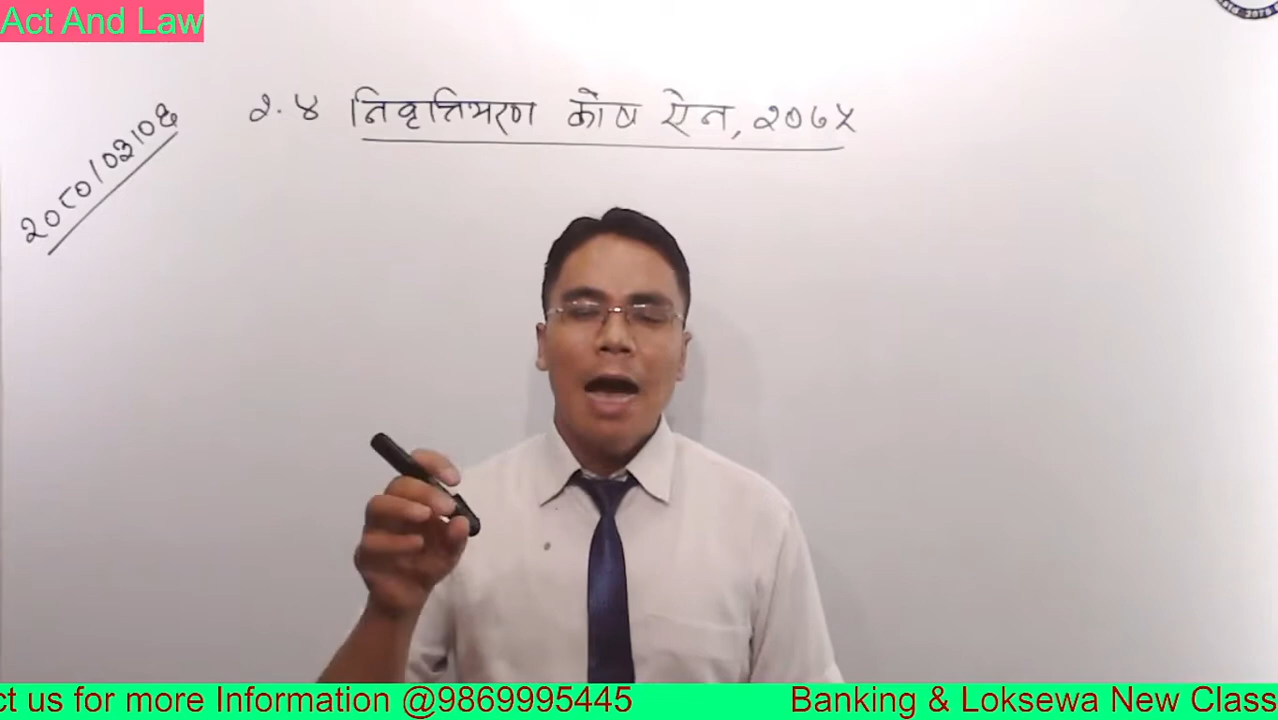 Act And Law
२.४ निवृत्तिभरण कोष ऐन, २०७५
२०८०/०३/०६
ct us for more Information @9869995445 Banking & Loksewa New Class